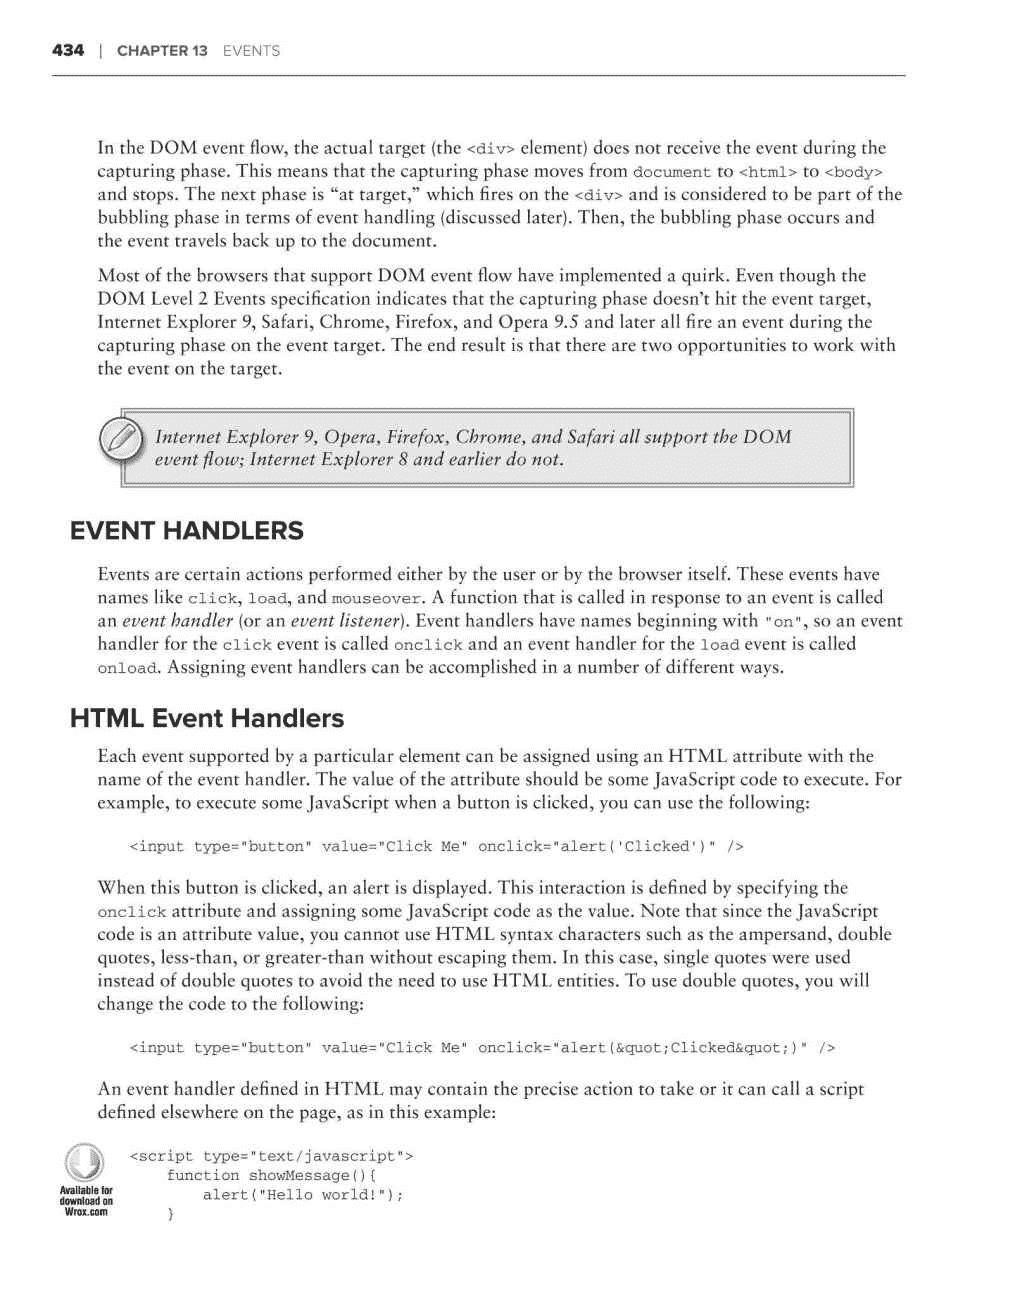 434 | CHAPTER 13 EVENTS
In the DOM event flow, the actual target (the <div> element) does not receive the event during the
capturing phase. This means that the capturing phase moves from document to <html> to <body>
and stops. The next phase is “at target,” which fires on the <div> and is considered to be part of the
bubbling phase in terms of event handling (discussed later). Then, the bubbling phase occurs and
the event travels back up to the document.
Most of the browsers that support DOM event flow have implemented a quirk. Even though the
DOM Level 2 Events specification indicates that the capturing phase doesn’t hit the event target,
Internet Explorer 9, Safari, Chrome, Firefox, and Opera 9.5 and later all fire an event during the
capturing phase on the event target. The end result is that there are two opportunities to work with
the event on the target.
Internet Explorer 9, Opera, Firefox, Chrome, and Safari all support the DOM
event flow; Internet Explorer 8 and earlier do not.
EVENT HANDLERS
Events are certain actions performed either by the user or by the browser itself. These events have
names like click, load, and mouseover. A function that is called in response to an event is called
an event handler (or an event listener). Event handlers have names beginning with "on", so an event
handler for the click event is called onclick and an event handler for the load event is called
onload. Assigning event handlers can be accomplished in a number of different ways.
HTML Event Handlers
Each event supported by a particular element can be assigned using an HTML attribute with the
name of the event handler. The value of the attribute should be some JavaScript code to execute. For
example, to execute some JavaScript when a button is clicked, you can use the following:
<input type="button" value="Click Me" onclick="alert('Clicked')" />
When this button is clicked, an alert is displayed. This interaction is defined by specifying the
onclick attribute and assigning some JavaScript code as the value. Note that since the JavaScript
code is an attribute value, you cannot use HTML syntax characters such as the ampersand, double
quotes, less-than, or greater-than without escaping them. In this case, single quotes were used
instead of double quotes to avoid the need to use HTML entities. To use double quotes, you will
change the code to the following:
<input type="button" value="Click Me" onclick="alert(&quot;Clicked&quot;)" />
An event handler defined in HTML may contain the precise action to take or it can call a script
defined elsewhere on the page, as in this example:
<script type="text/javascript">
function showMessage(){
alert("Hello world!");
}
Available for
download on
Wrox.com